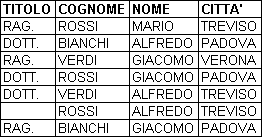 TITOLO COGNOME NOME CITTA'
RAG. ROSSI MARIO TREVISO
DOTT. BIANCHI ALFREDO PADOVA
RAG. VERDI GIACOMO VERONA
DOTT. ROSSI GIACOMO PADOVA
DOTT. VERDI ALFREDO TREVISO
ROSSI ALFREDO TREVISO
RAG. BIANCHI GIACOMO PADOVA